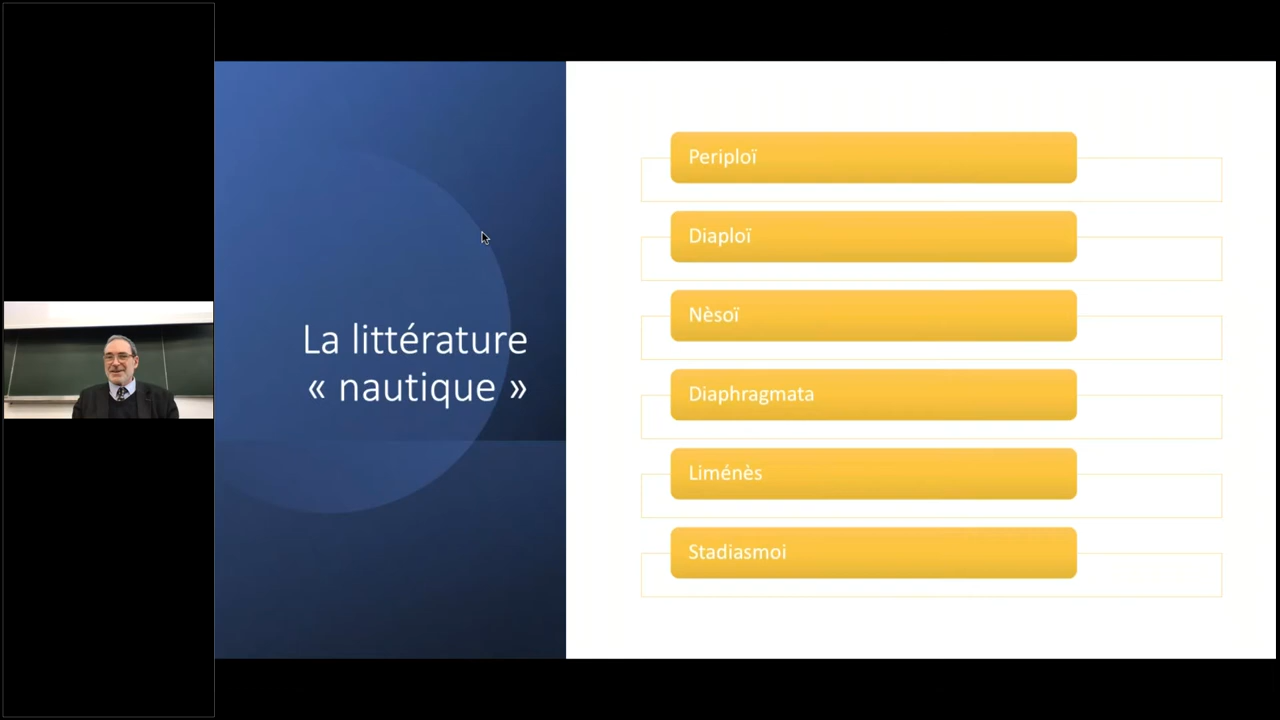 La littérature
« nautique »
Periploï
Diaploï
Nèsoï
Diaphragmata
Liménès
Stadiasmoi